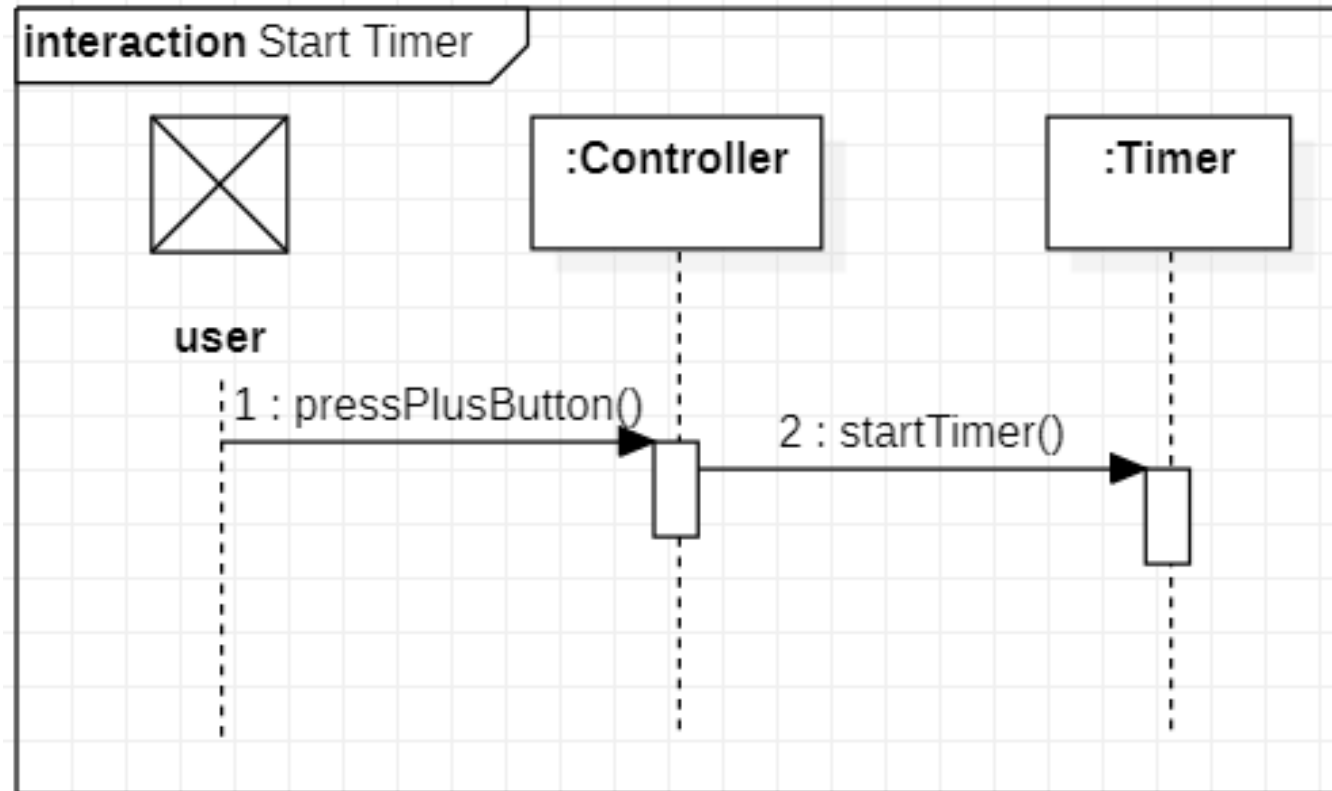 interaction Start Timer
:Controller
:Timer
user
1 : pressPlusButton()
2 : startTimer()